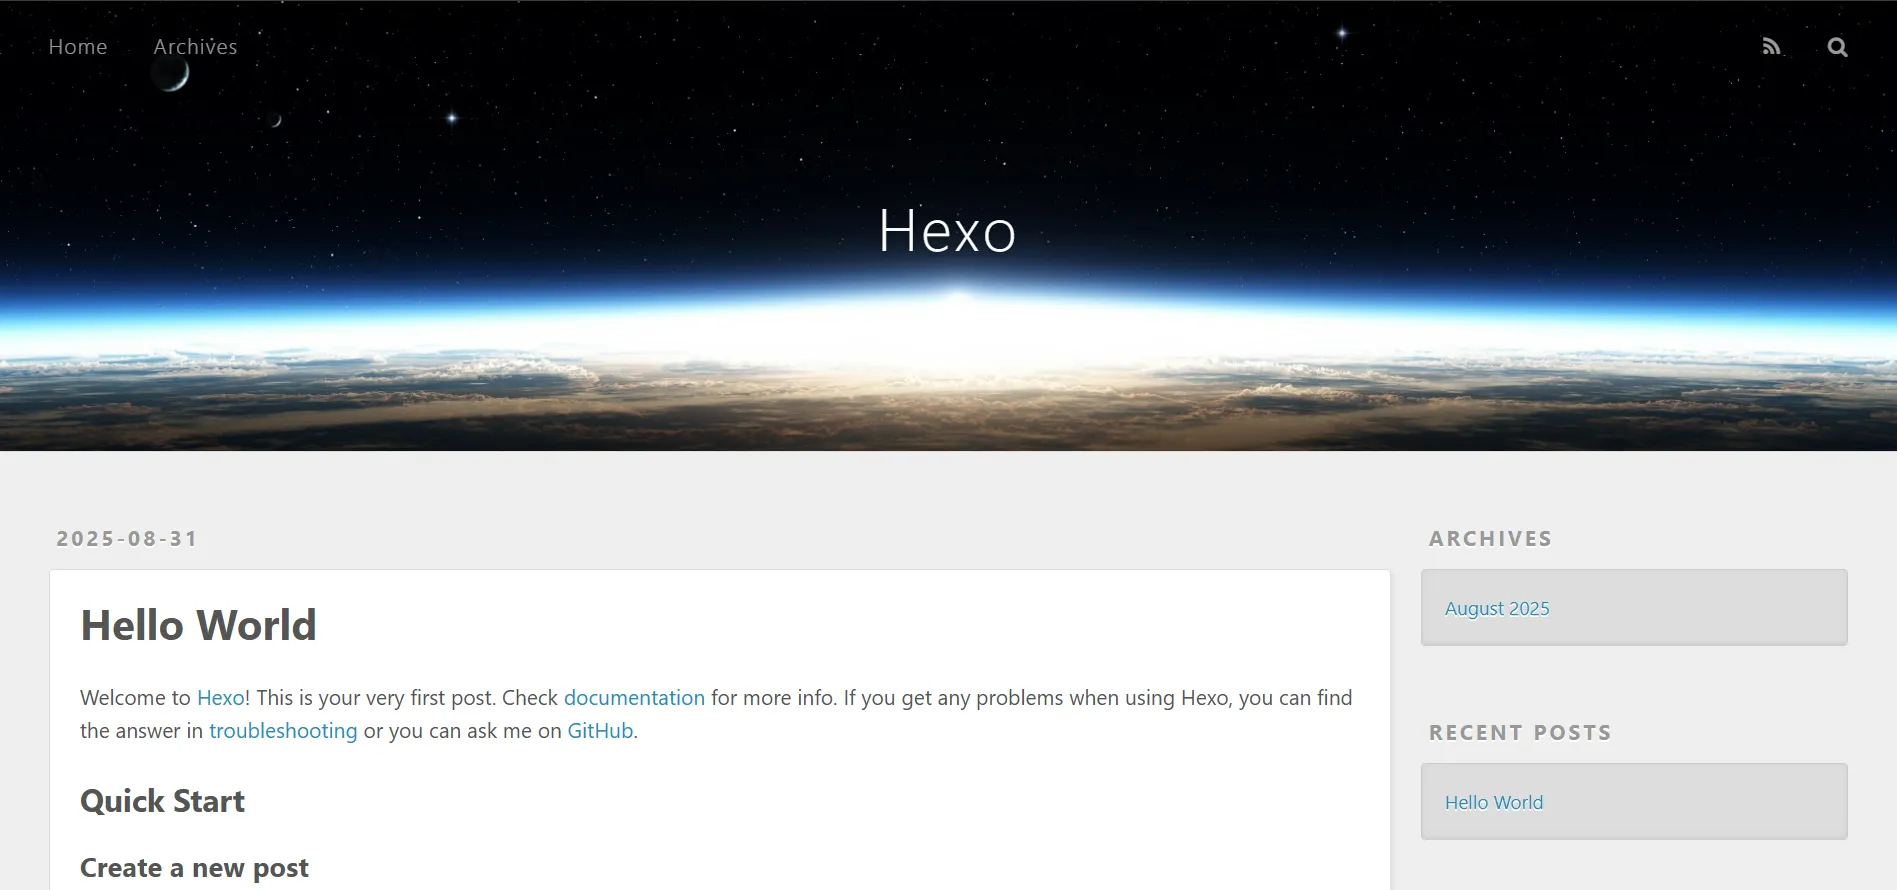 Home
Archives
Hexo
2025-08-31
Hello World
Welcome to Hexo! This is your very first post. Check documentation for more info. If you get any problems when using Hexo, you can find
the answer in troubleshooting or you can ask me on GitHub.
Quick Start
Create a new post
ARCHIVES
August 2025
RECENT POSTS
Hello World